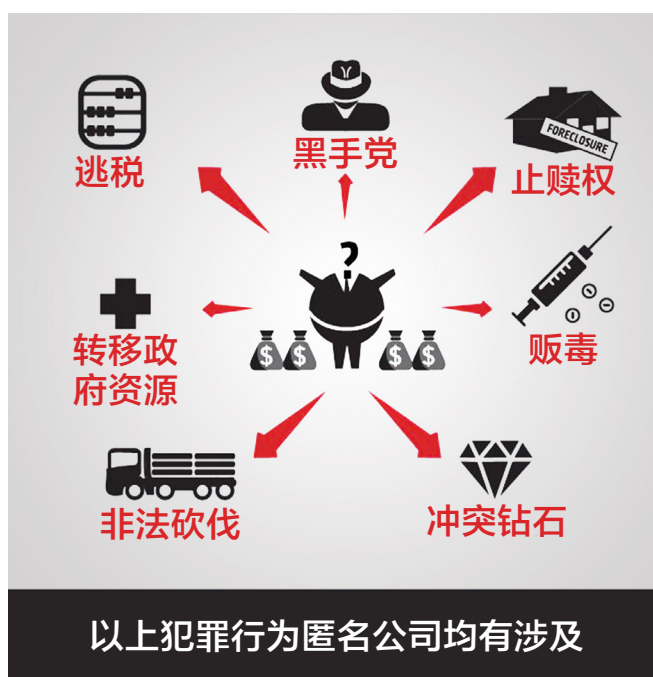 黑手党
FORECLOSURE
逃税
止赎权
?
转移政
府资源
$ $ $ $
贩毒
非法砍伐
冲突钻石
以上犯罪行为匿名公司均有涉及